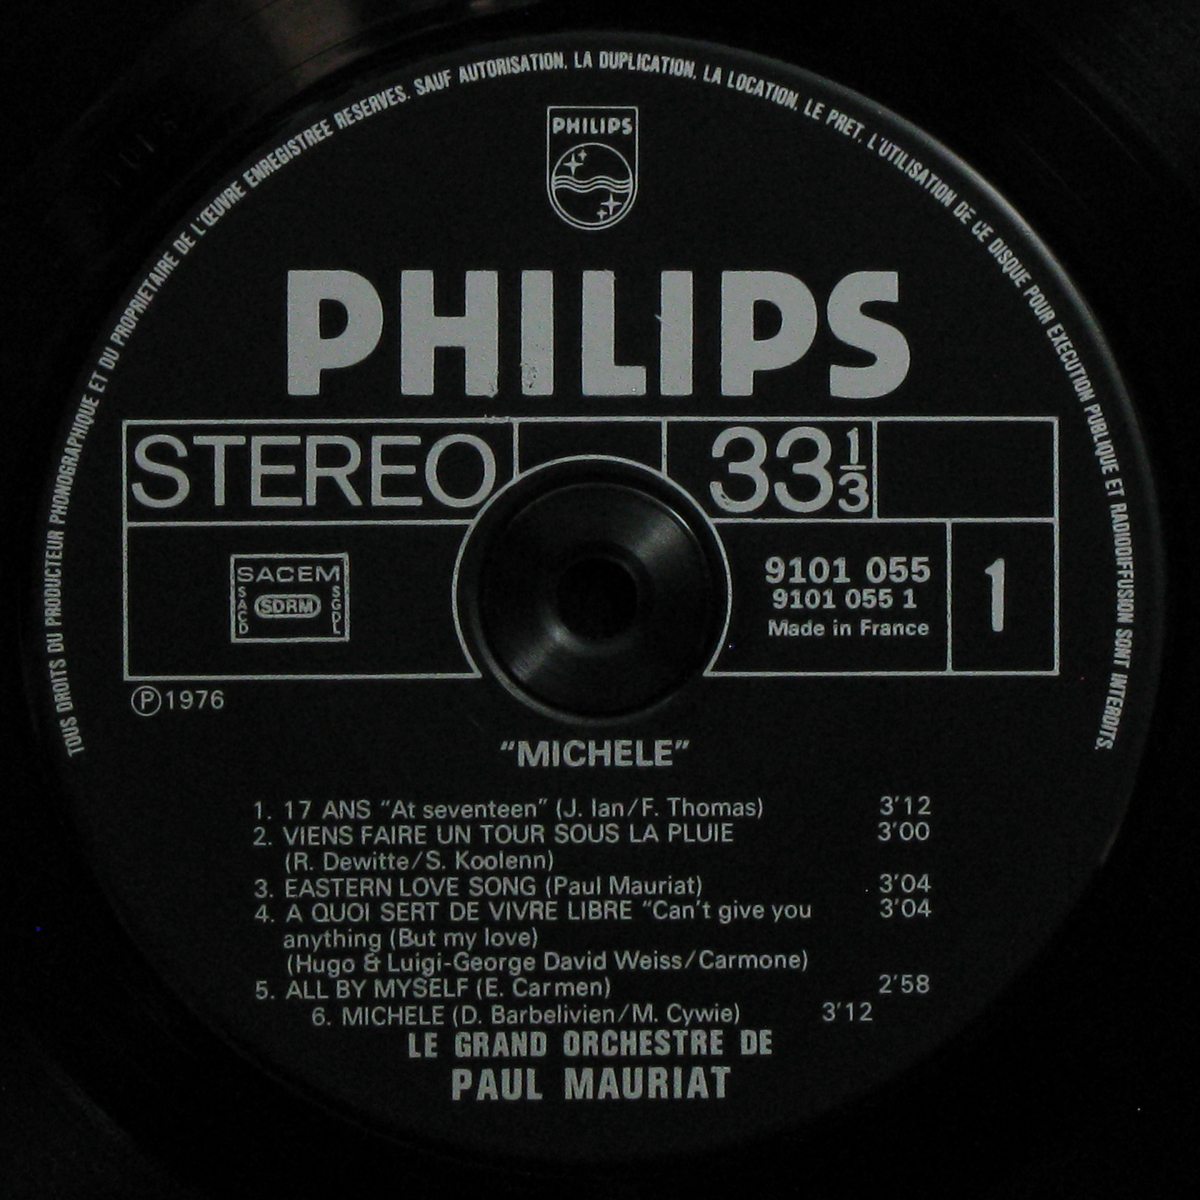 TOUS DROITS DU PRODUCTEUR PHONOGRAPHIQUE ET DU PROPRIETAIRE DE L'ŒUVRE ENREGISTREE RESERVES. SAUF AUTORISATION. LA DUPLICATION, LA LOCATION, LE PRET, L'UTILISATION DE CE DISQUE POUR EXECUTION PUBLIQUE ET RADIODIFFUSION SONT INTERDITS.
PHILIPS
PHILIPS
STEREO 33 1/3
SACEM
SACD SDRM SGDL
9101 055
9101 055 1
Made in France
1
Ⓟ1976
"MICHELE"
1. 17 ANS "At seventeen" (J. Ian/F. Thomas) 3'12
2. VIENS FAIRE UN TOUR SOUS LA PLUIE 3'00
(R. Dewitte/S. Koolenn)
3. EASTERN LOVE SONG (Paul Mauriat) 3'04
4. A QUOI SERT DE VIVRE LIBRE "Can't give you 3'04
anything (But my love)
(Hugo & Luigi-George David Weiss/Carmone)
5. ALL BY MYSELF (E. Carmen) 2'58
6. MICHELE (D. Barbelivien/M. Cywie) 3'12
LE GRAND ORCHESTRE DE
PAUL MAURIAT